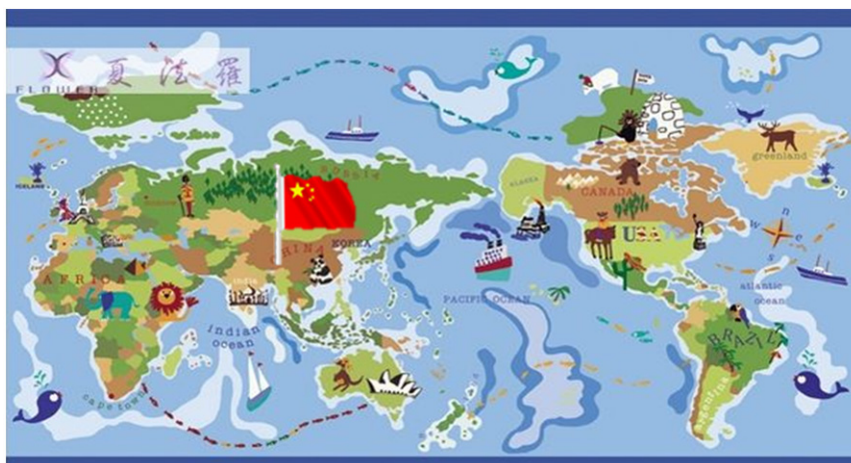 夏法羅
FLOWER
greenland
ICELAND
RUSSIA
alaska
CANADA
USA
CHINA
KOREA
AFRICA
india
indian
ocean
PACIFIC OCEAN
atlantic
ocean
n
e
w
s
BRAZIL
argentina
cape town